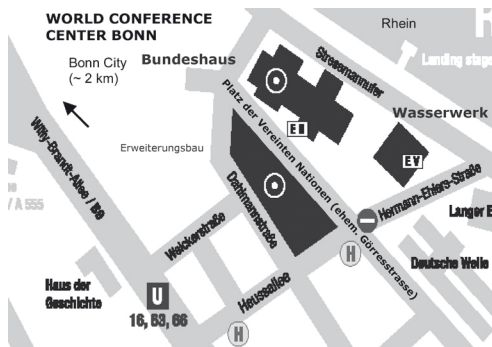 WORLD CONFERENCE
CENTER BONN
Bonn City
(~ 2 km)
Bundeshaus
Rhein
Stresemannufer
Landing stage
Wasserwerk
Platz der Vereinten Nationen (ehem. Görresstrasse)
E II
E V
Erweiterungsbau
Willy-Brandt-Allee / B9
/ A 555
Dahlmannstraße
Welckerstraße
Hermann-Ehlers-Straße
Langer E
Deutsche Welle
Heussallee
Haus der
Geschichte
U
16, 63, 66
H
H